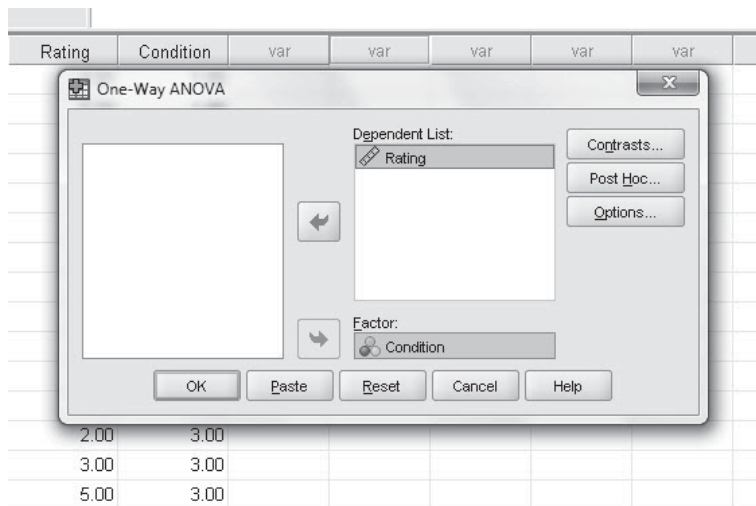 Rating Condition var var var var var
One-Way ANOVA
Dependent List:
Rating
Contrasts...
Post Hoc...
Options...
Factor:
Condition
OK Paste Reset Cancel Help
2.00 3.00
3.00 3.00
5.00 3.00